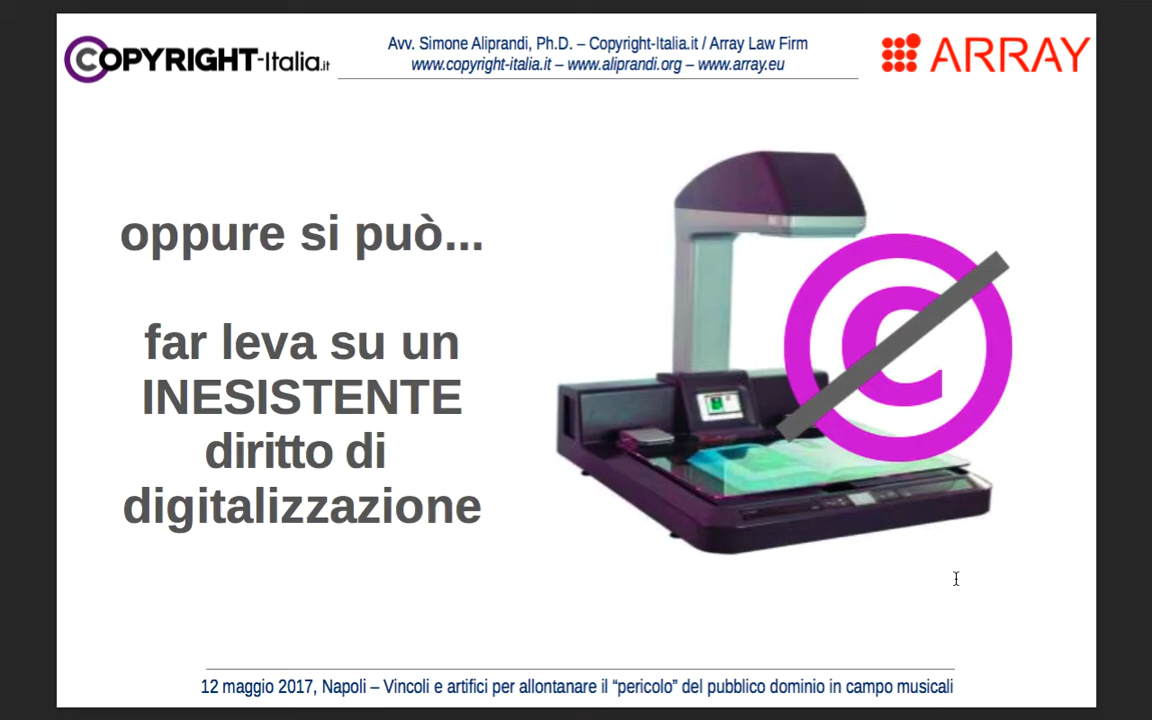 COPYRIGHT-Italia.it
Avv. Simone Aliprandi, Ph.D. – Copyright-Italia.it / Array Law Firm
www.copyright-italia.it – www.aliprandi.org – www.array.eu
ARRAY
oppure si può...
far leva su un
INESISTENTE
diritto di
digitalizzazione
C
12 maggio 2017, Napoli – Vincoli e artifici per allontanare il “pericolo” del pubblico dominio in campo musicali